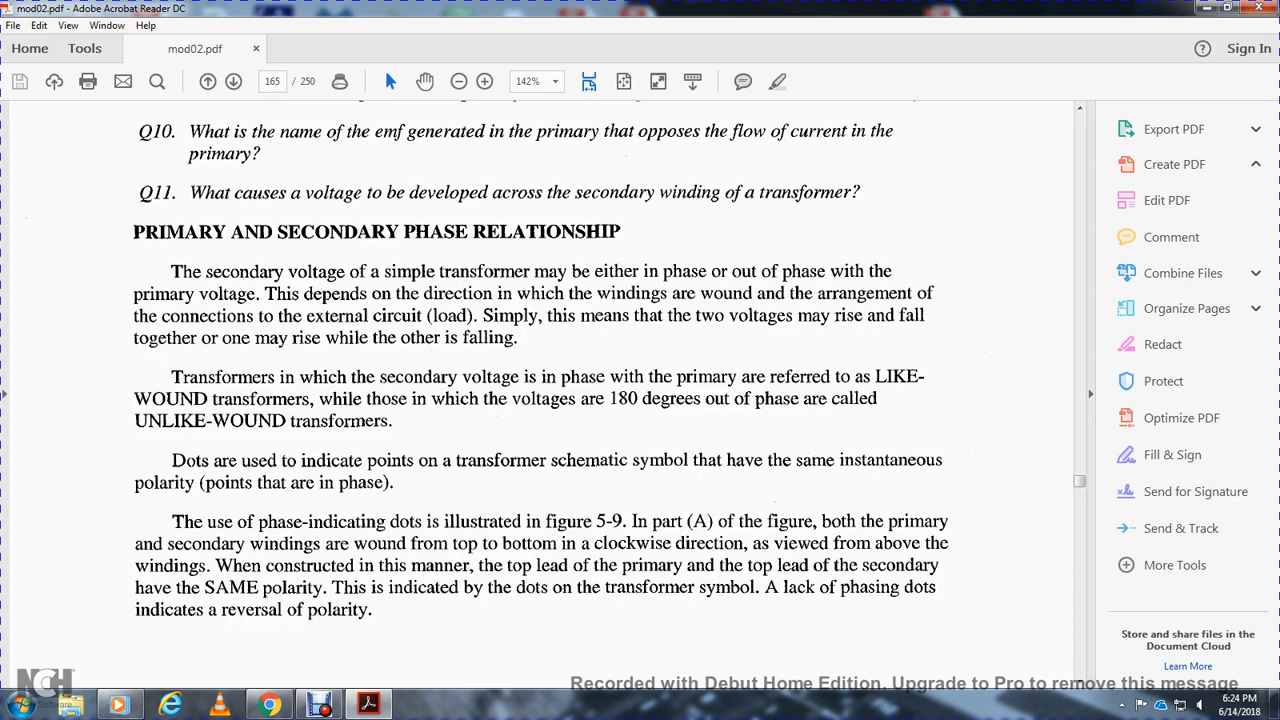 mod02.pdf - Adobe Acrobat Reader DC
File Edit View Window Help
Home Tools mod02.pdf × Sign In
165 / 250 142%
Q10. What is the name of the emf generated in the primary that opposes the flow of current in the
primary?
Q11. What causes a voltage to be developed across the secondary winding of a transformer?
PRIMARY AND SECONDARY PHASE RELATIONSHIP
The secondary voltage of a simple transformer may be either in phase or out of phase with the
primary voltage. This depends on the direction in which the windings are wound and the arrangement of
the connections to the external circuit (load). Simply, this means that the two voltages may rise and fall
together or one may rise while the other is falling.
Transformers in which the secondary voltage is in phase with the primary are referred to as LIKE-
WOUND transformers, while those in which the voltages are 180 degrees out of phase are called
UNLIKE-WOUND transformers.
Dots are used to indicate points on a transformer schematic symbol that have the same instantaneous
polarity (points that are in phase).
The use of phase-indicating dots is illustrated in figure 5-9. In part (A) of the figure, both the primary
and secondary windings are wound from top to bottom in a clockwise direction, as viewed from above the
windings. When constructed in this manner, the top lead of the primary and the top lead of the secondary
have the SAME polarity. This is indicated by the dots on the transformer symbol. A lack of phasing dots
indicates a reversal of polarity.
Export PDF
Create PDF
Edit PDF
Comment
Combine Files
Organize Pages
Redact
Protect
Optimize PDF
Fill & Sign
Send for Signature
Send & Track
More Tools
Store and share files in the
Document Cloud
Learn More
NCH
Software
Recorded with Debut Home Edition. Upgrade to Pro to remove this message
6:24 PM
6/14/2018